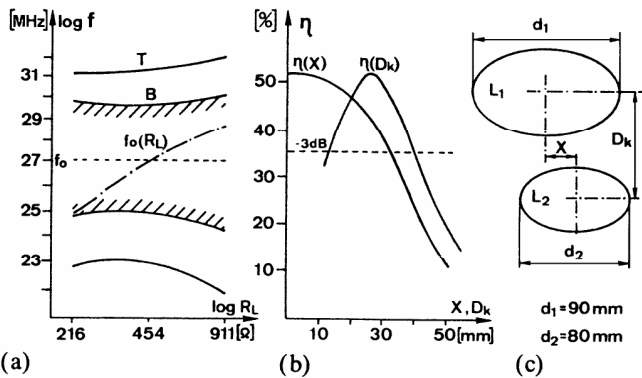 [MHz] log f
31
29
27
25
23
T
B
f₀(R_L)
f₀
log R_L
216 454 911 [Ω]
(a)
[%] η
50
40
30
20
10
η(X) η(D_k)
-3dB
X, D_k
10 30 50 [mm]
(b)
d₁
L₁
D_k
X
L₂
d₂
d₁=90mm
d₂=80mm
(c)